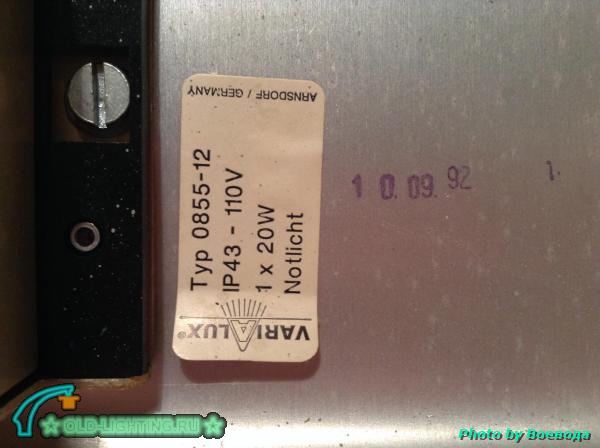 Typ 0855-12
IP43 - 110V
1 x 20W
Notlicht
VARIALUX®
ARNSDORF / GERMANY
10.09.92
1.
OLD-LIGHTING.RU
Photo by Воевода